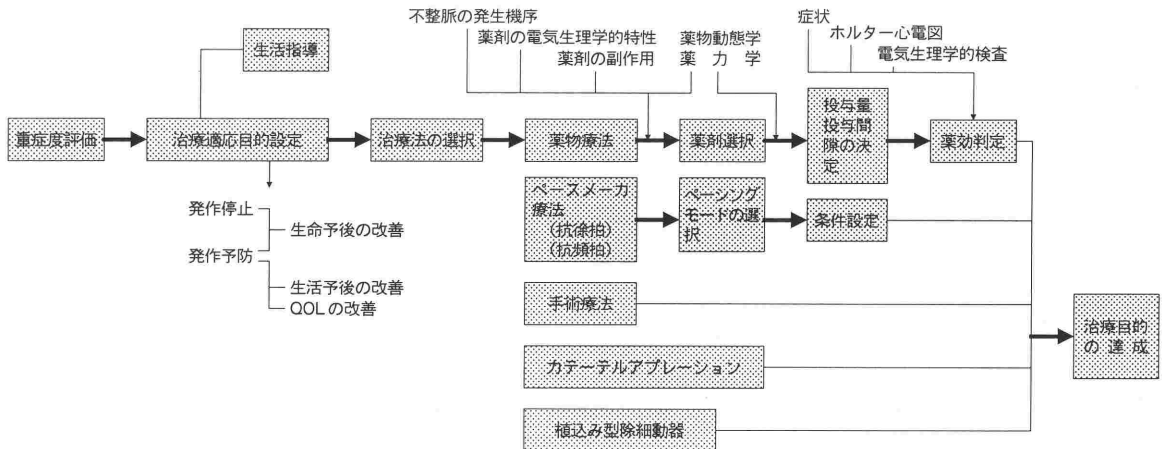 不整脈の発生機序
薬剤の電気生理学的特性
薬剤の副作用
薬物動態学
薬 力 学
症状
ホルター心電図
電気生理学的検査
生活指導
重症度評価
治療適応目的設定
治療法の選択
薬物療法
薬剤選択
投与量
投与間
隙の決
定
薬効判定
発作停止
生命予後の改善
発作予防
生活予後の改善
QOLの改善
ペースメーカ
療法
(抗徐拍)
(抗頻拍)
ペーシング
モードの選
択
条件設定
手術療法
カテーテルアブレーション
植込み型除細動器
治療目的
の 達 成